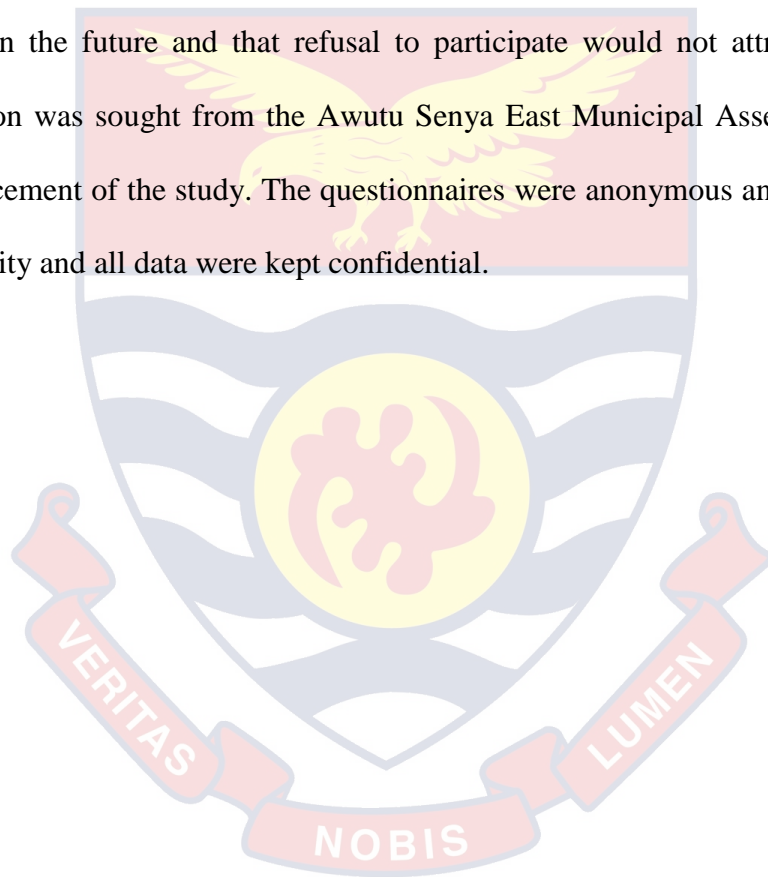 n the future and that refusal to participate would not attr
on was sought from the Awutu Senya East Municipal Asse
cement of the study. The questionnaires were anonymous an
ity and all data were kept confidential.
VERITAS
NOBIS
LUMEN